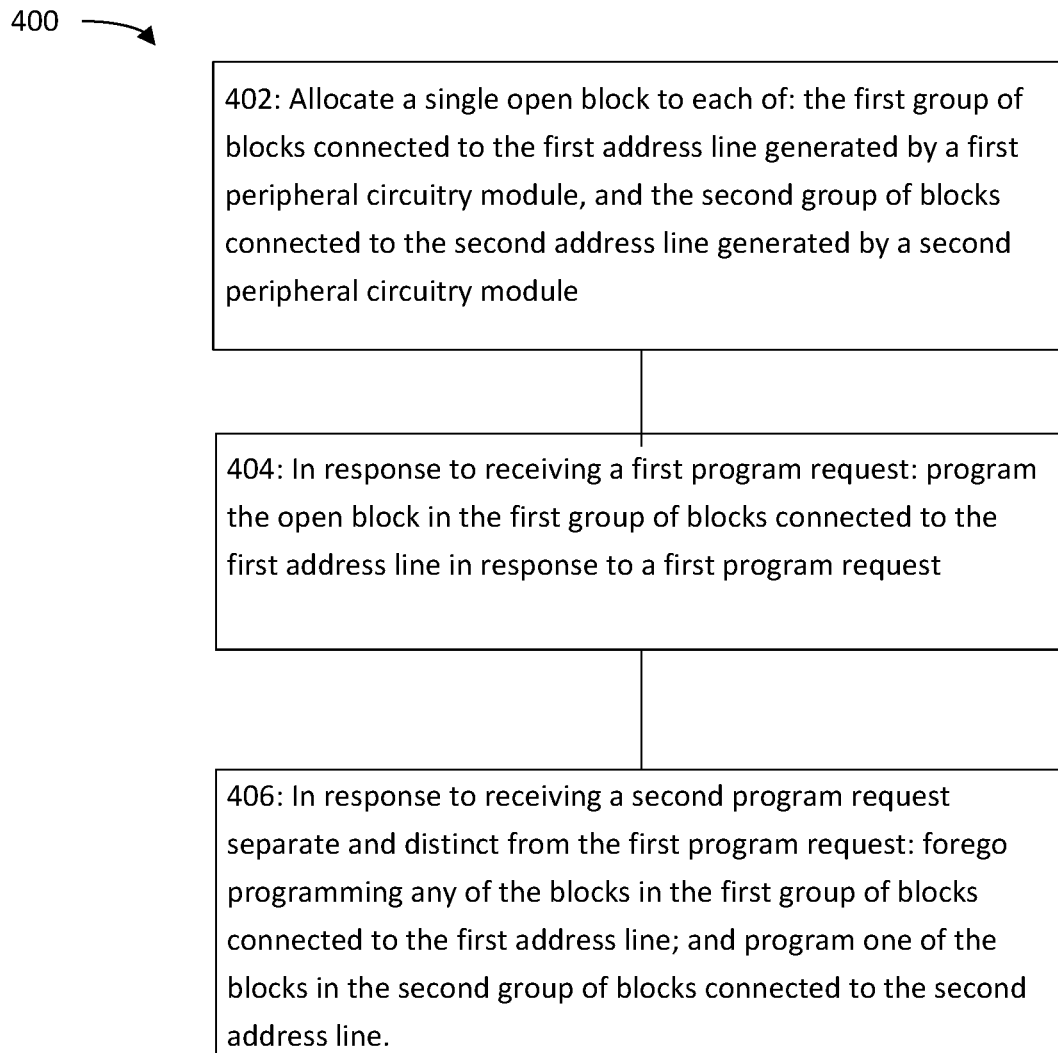 400
402: Allocate a single open block to each of: the first group of
blocks connected to the first address line generated by a first
peripheral circuitry module, and the second group of blocks
connected to the second address line generated by a second
peripheral circuitry module
404: In response to receiving a first program request: program
the open block in the first group of blocks connected to the
first address line in response to a first program request
406: In response to receiving a second program request
separate and distinct from the first program request: forego
programming any of the blocks in the first group of blocks
connected to the first address line; and program one of the
blocks in the second group of blocks connected to the second
address line.